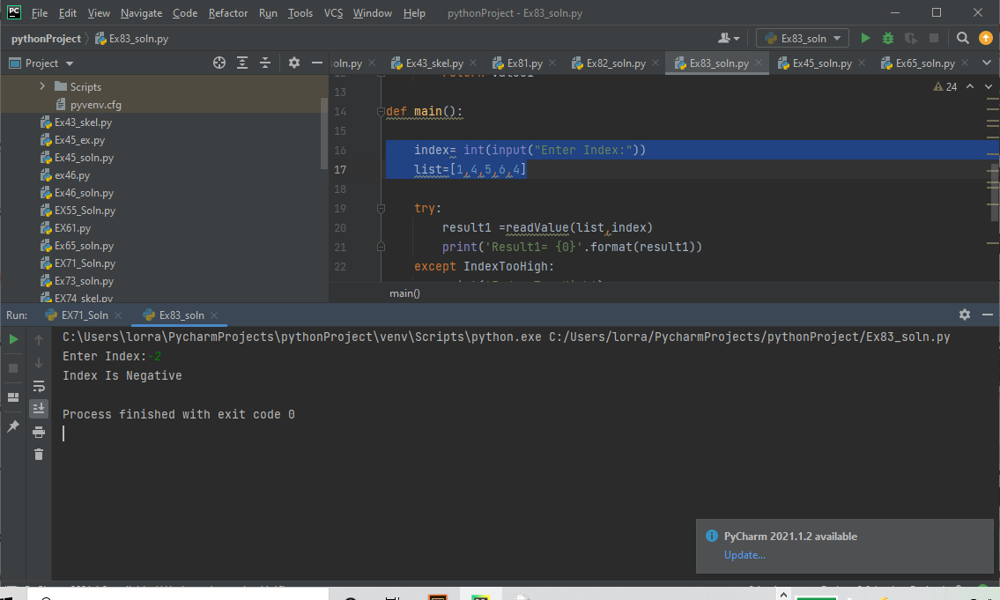 PC File Edit View Navigate Code Refactor Run Tools VCS Window Help pythonProject - Ex83_soln.py
pythonProject Ex83_soln.py Ex83_soln
Project
oln.py Ex43_skel.py Ex81.py Ex82_soln.py Ex83_soln.py Ex45_soln.py Ex65_soln.py
Scripts
pyvenv.cfg
Ex43_skel.py
Ex45_ex.py
Ex45_soln.py
ex46.py
Ex46_soln.py
EX55_Soln.py
EX61.py
Ex65_soln.py
EX71_Soln.py
Ex73_soln.py
EX74_skel.py
24
13
14 def main():
15
16 index= int(input("Enter Index:"))
17 list=[1,4,5,6,4]
18
19 try:
20 result1 =readValue(list,index)
21 print('Result1= {0}'.format(result1))
22 except IndexTooHigh:
main()
Run: EX71_Soln Ex83_soln
C:\Users\lorra\PycharmProjects\pythonProject\venv\Scripts\python.exe C:/Users/lorra/PycharmProjects/pythonProject/Ex83_soln.py
Enter Index:-2
Index Is Negative
Process finished with exit code 0
PyCharm 2021.1.2 available
Update...